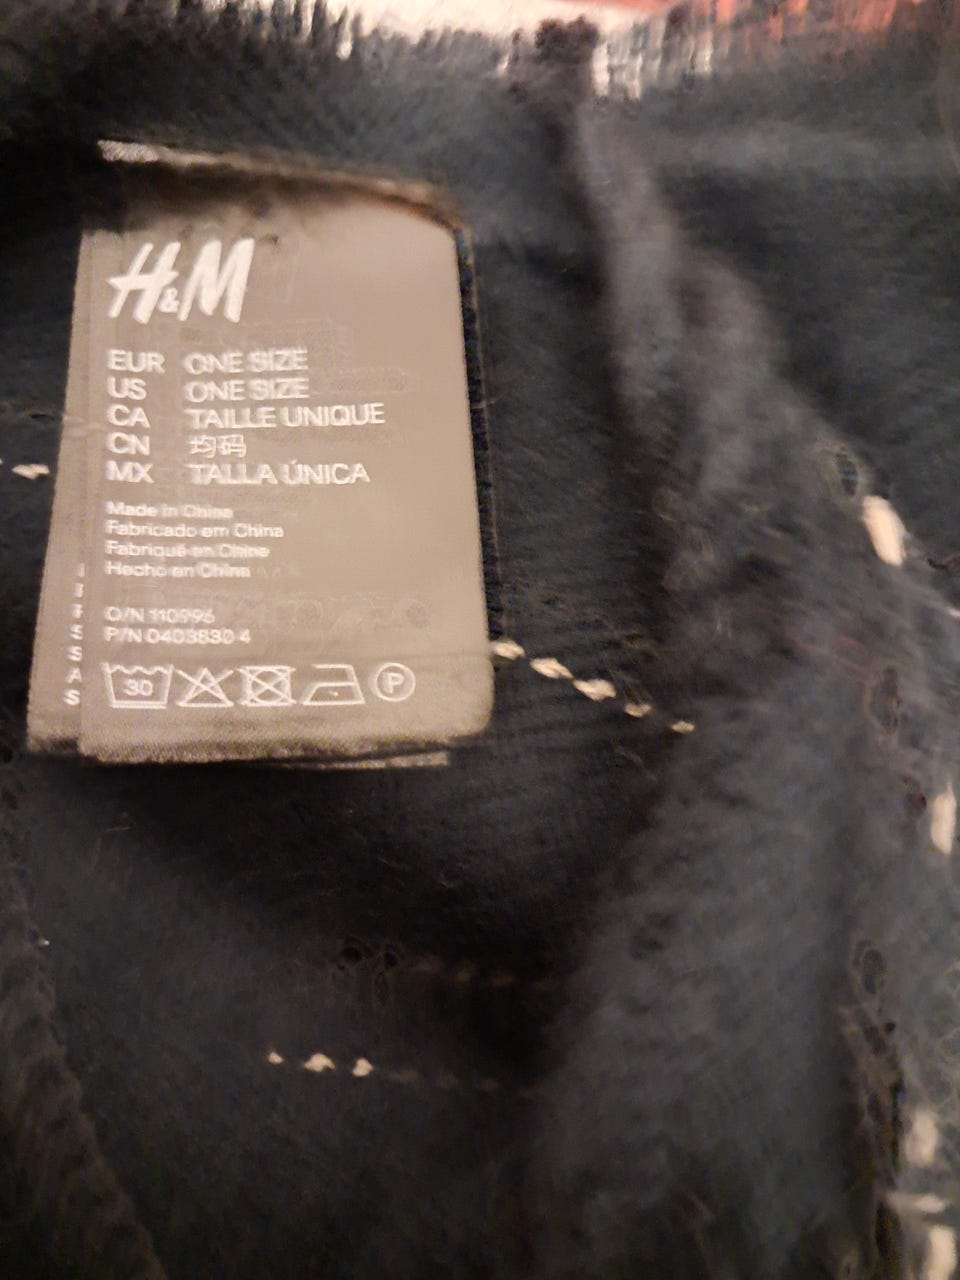 H&M
EUR ONE SIZE
US ONE SIZE
CA TAILLE UNIQUE
CN 均码
MX TALLA ÚNICA
Made in China
Fabricado em China
Fabriqué en Chine
Hecho en China
O/N 110996
P/N 0403830 4
30
P